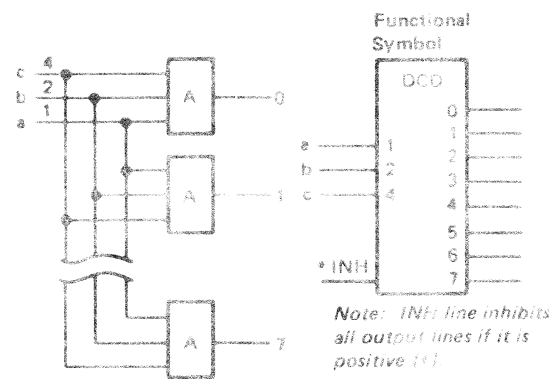 Functional
Symbol
c 4
b 2
a 1
A
0
A
1
A
7
DCD
a 1
b 2
c 4
* INH
0
1
2
3
4
5
6
7
Note: INH line inhibits
all output lines if it is
positive (+).